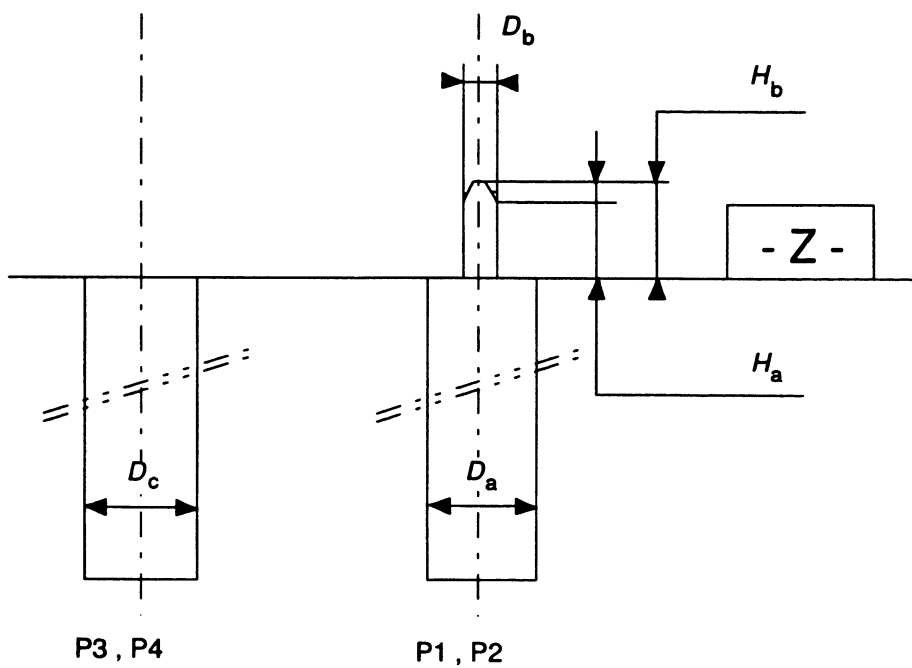 D_b
H_b
- Z -
H_a
D_c
D_a
P3 , P4
P1 , P2